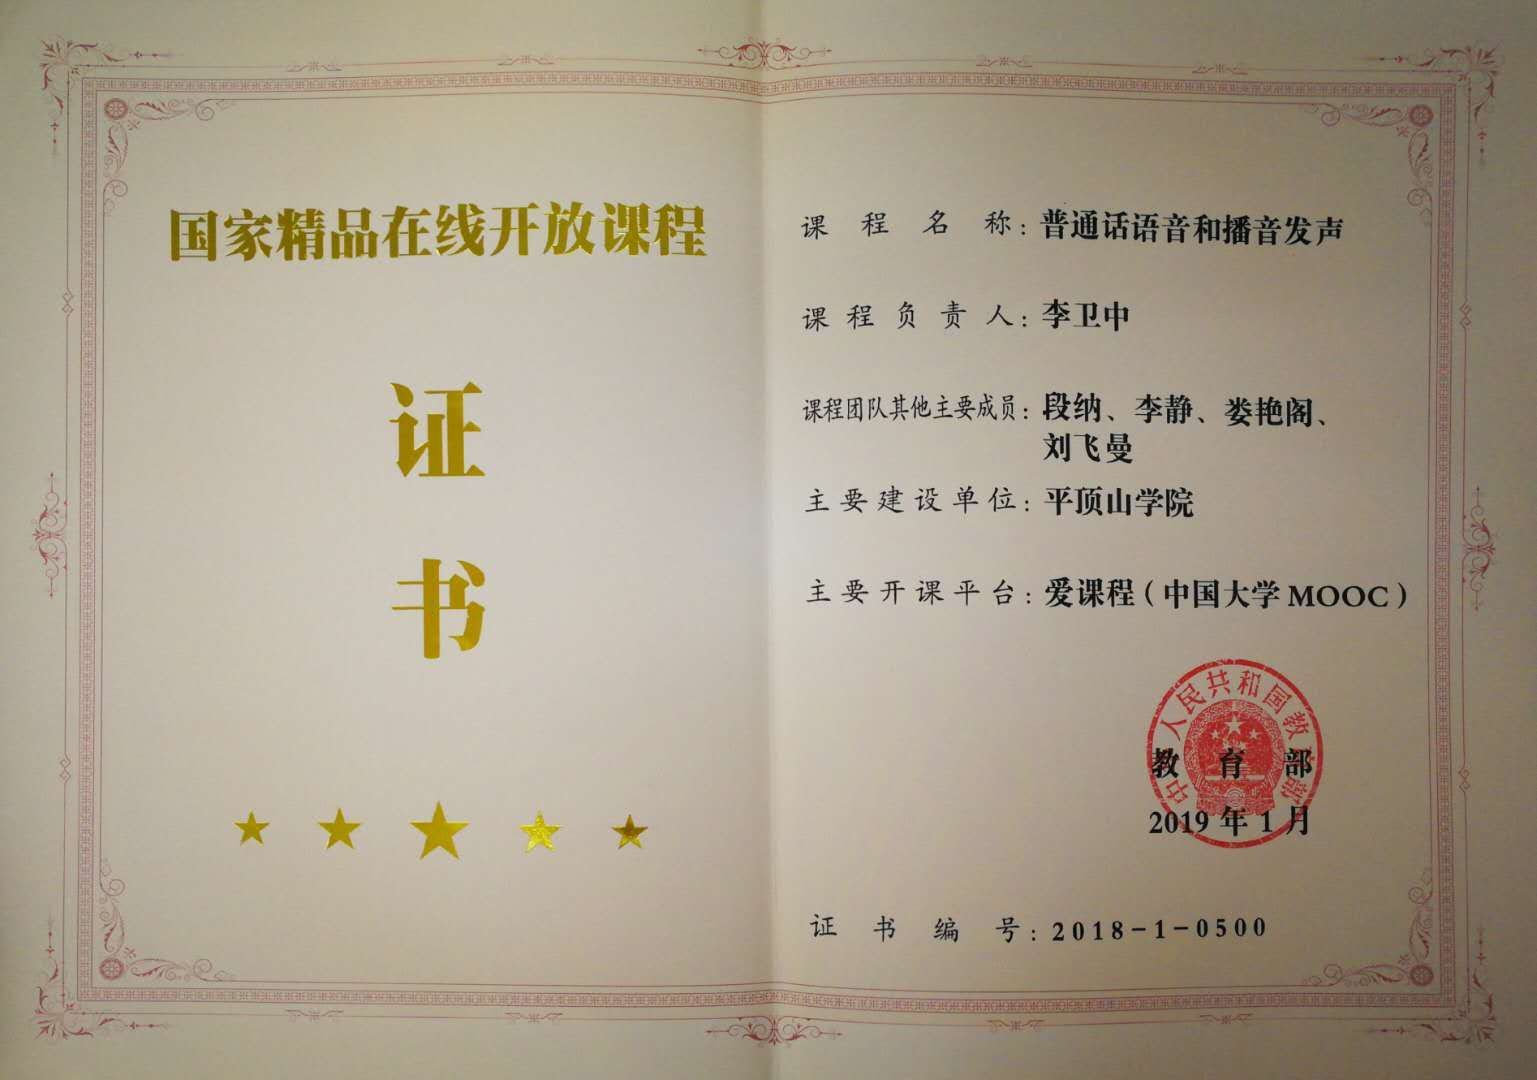 国家精品在线开放课程
证
书
课程名称：普通话语音和播音发声
课程负责人：李卫中
课程团队其他主要成员：段纳、李静、娄艳阁、
刘飞曼
主要建设单位：平顶山学院
主要开课平台：爱课程（中国大学MOOC）
中华人民共和国教育部
教育部
2019年1月
证书编号：2018-1-0500